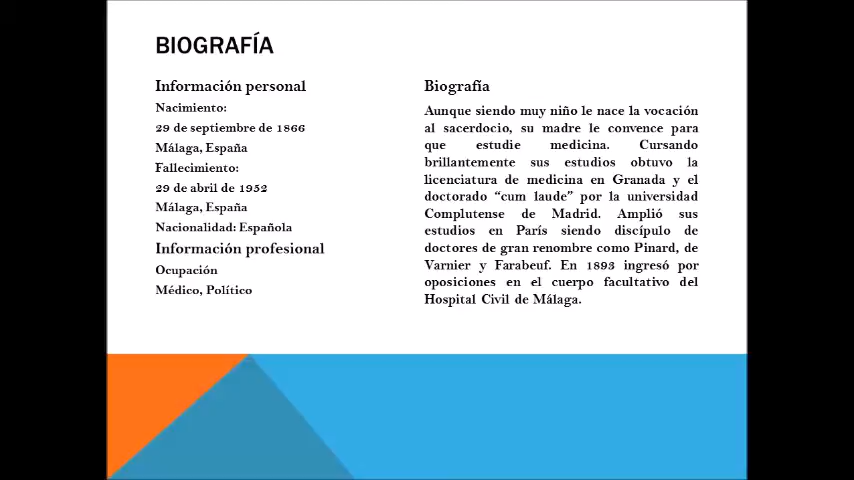 BIOGRAFÍA
Información personal
Nacimiento:
29 de septiembre de 1866
Málaga, España
Fallecimiento:
29 de abril de 1952
Málaga, España
Nacionalidad: Española
Información profesional
Ocupación
Médico, Político
Biografía
Aunque siendo muy niño le nace la vocación
al sacerdocio, su madre le convence para
que estudie medicina. Cursando
brillantemente sus estudios obtuvo la
licenciatura de medicina en Granada y el
doctorado “cum laude” por la universidad
Complutense de Madrid. Amplió sus
estudios en París siendo discípulo de
doctores de gran renombre como Pinard, de
Varnier y Farabeuf. En 1893 ingresó por
oposiciones en el cuerpo facultativo del
Hospital Civil de Málaga.